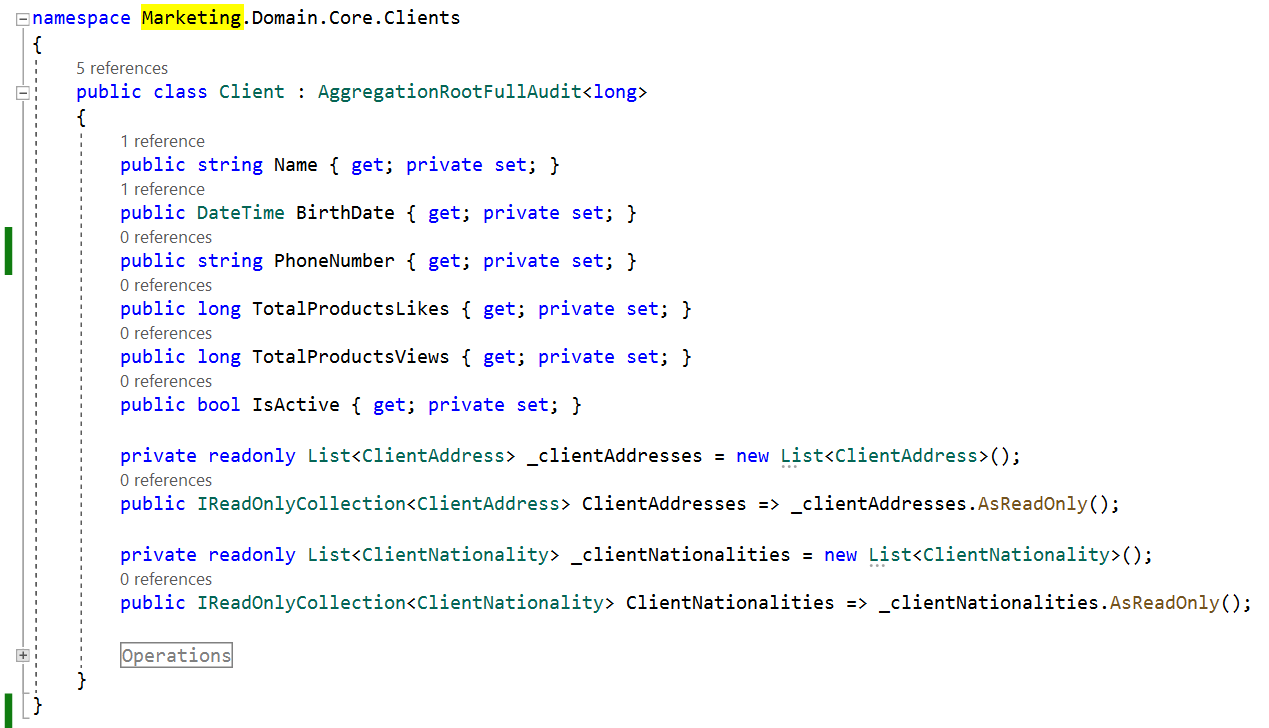 namespace Marketing.Domain.Core.Clients
{
5 references
public class Client : AggregationRootFullAudit<long>
{
1 reference
public string Name { get; private set; }
1 reference
public DateTime BirthDate { get; private set; }
0 references
public string PhoneNumber { get; private set; }
0 references
public long TotalProductsLikes { get; private set; }
0 references
public long TotalProductsViews { get; private set; }
0 references
public bool IsActive { get; private set; }
private readonly List<ClientAddress> _clientAddresses = new List<ClientAddress>();
0 references
public IReadOnlyCollection<ClientAddress> ClientAddresses => _clientAddresses.AsReadOnly();
private readonly List<ClientNationality> _clientNationalities = new List<ClientNationality>();
0 references
public IReadOnlyCollection<ClientNationality> ClientNationalities => _clientNationalities.AsReadOnly();
Operations
}
}